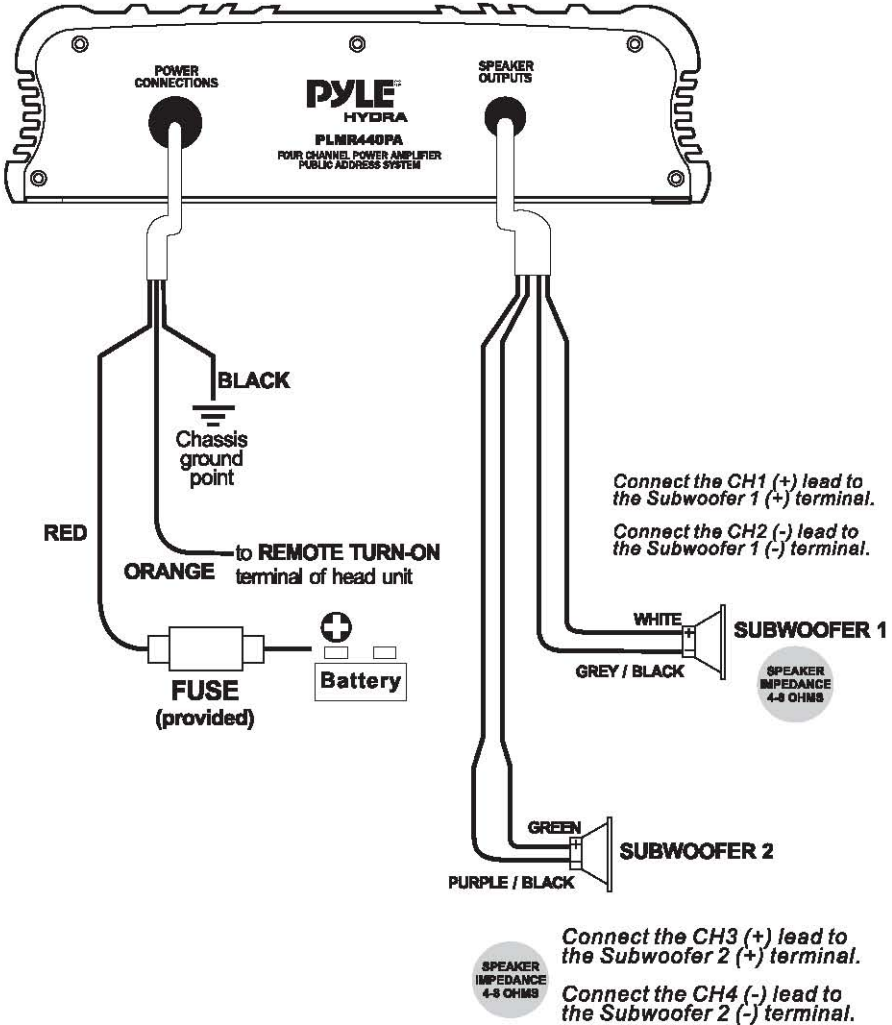 POWER
CONNECTIONS
SPEAKER
OUTPUTS
PYLE
HYDRA
PLMR440PA
FOUR CHANNEL POWER AMPLIFIER
PUBLIC ADDRESS SYSTEM
BLACK
Chassis
ground
point
RED
ORANGE
to REMOTE TURN-ON
terminal of head unit
FUSE
(provided)
Battery
Connect the CH1 (+) lead to
the Subwoofer 1 (+) terminal.
Connect the CH2 (-) lead to
the Subwoofer 1 (-) terminal.
WHITE
+
-
GREY / BLACK
SUBWOOFER 1
SPEAKER
IMPEDANCE
4-8 OHMS
GREEN
+
-
PURPLE / BLACK
SUBWOOFER 2
SPEAKER
IMPEDANCE
4-8 OHMS
Connect the CH3 (+) lead to
the Subwoofer 2 (+) terminal.
Connect the CH4 (-) lead to
the Subwoofer 2 (-) terminal.